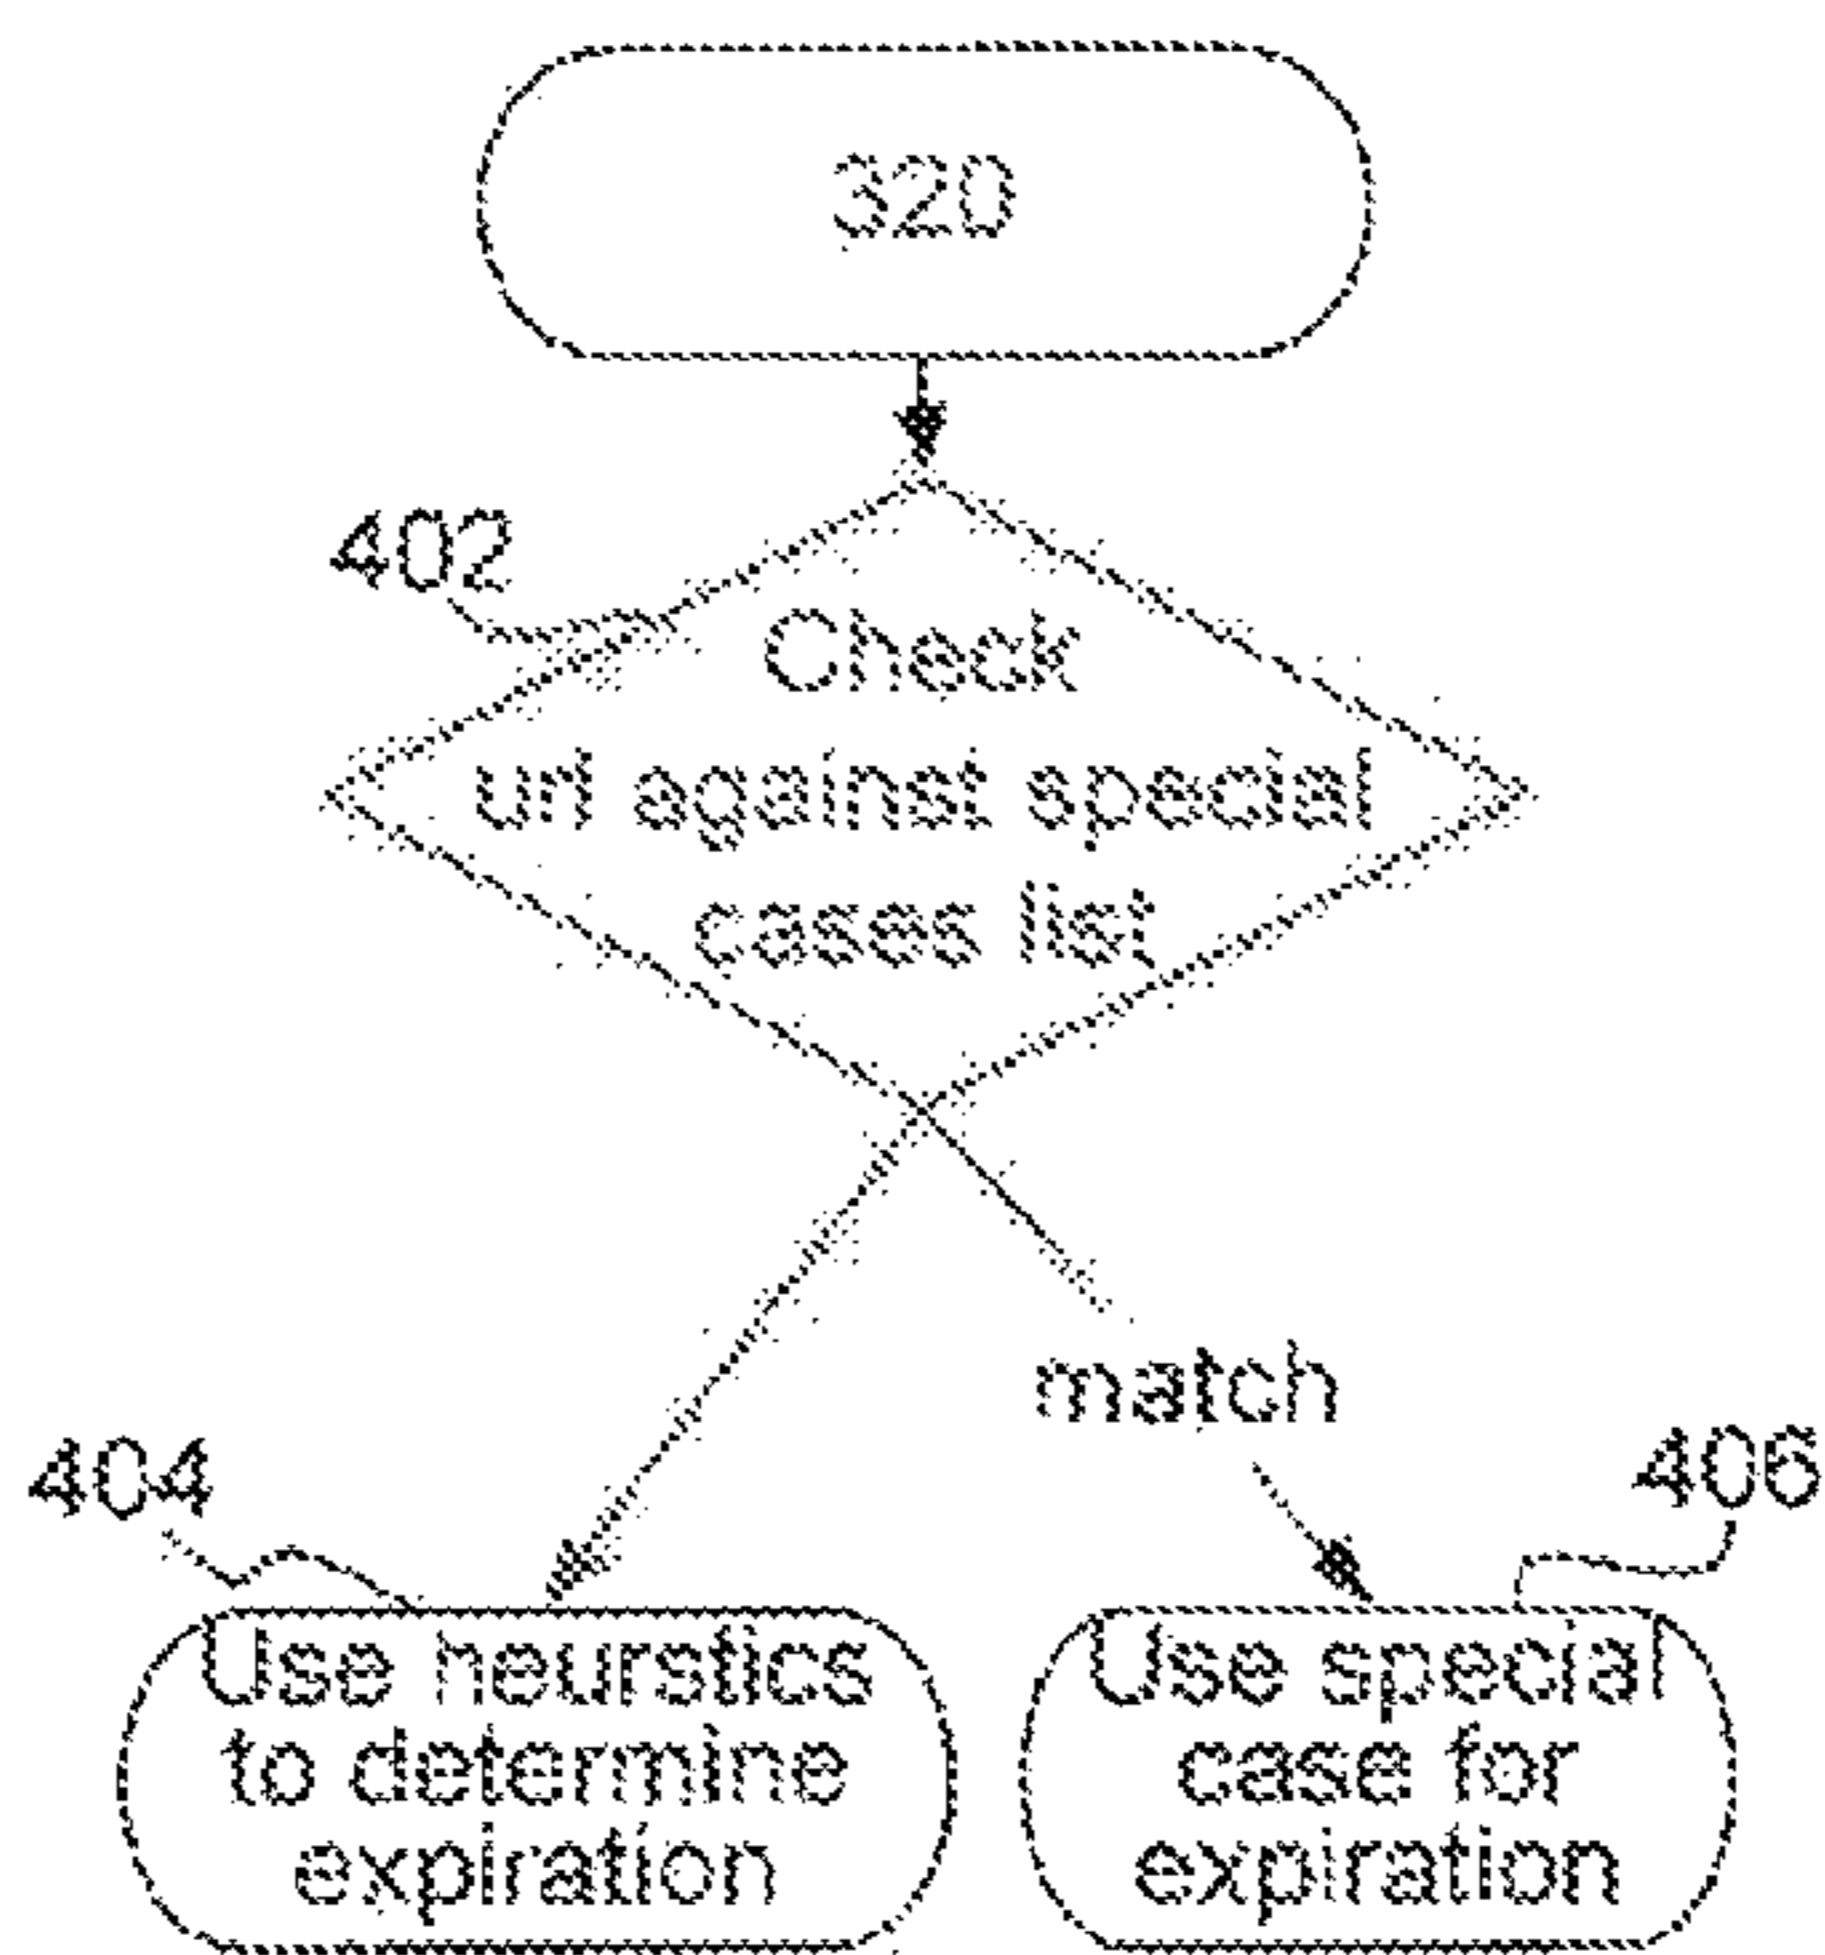 320
402
Check
url against special
cases list
match
404
406
Use heurstics
to determine
expiration
Use special
case for
expiration